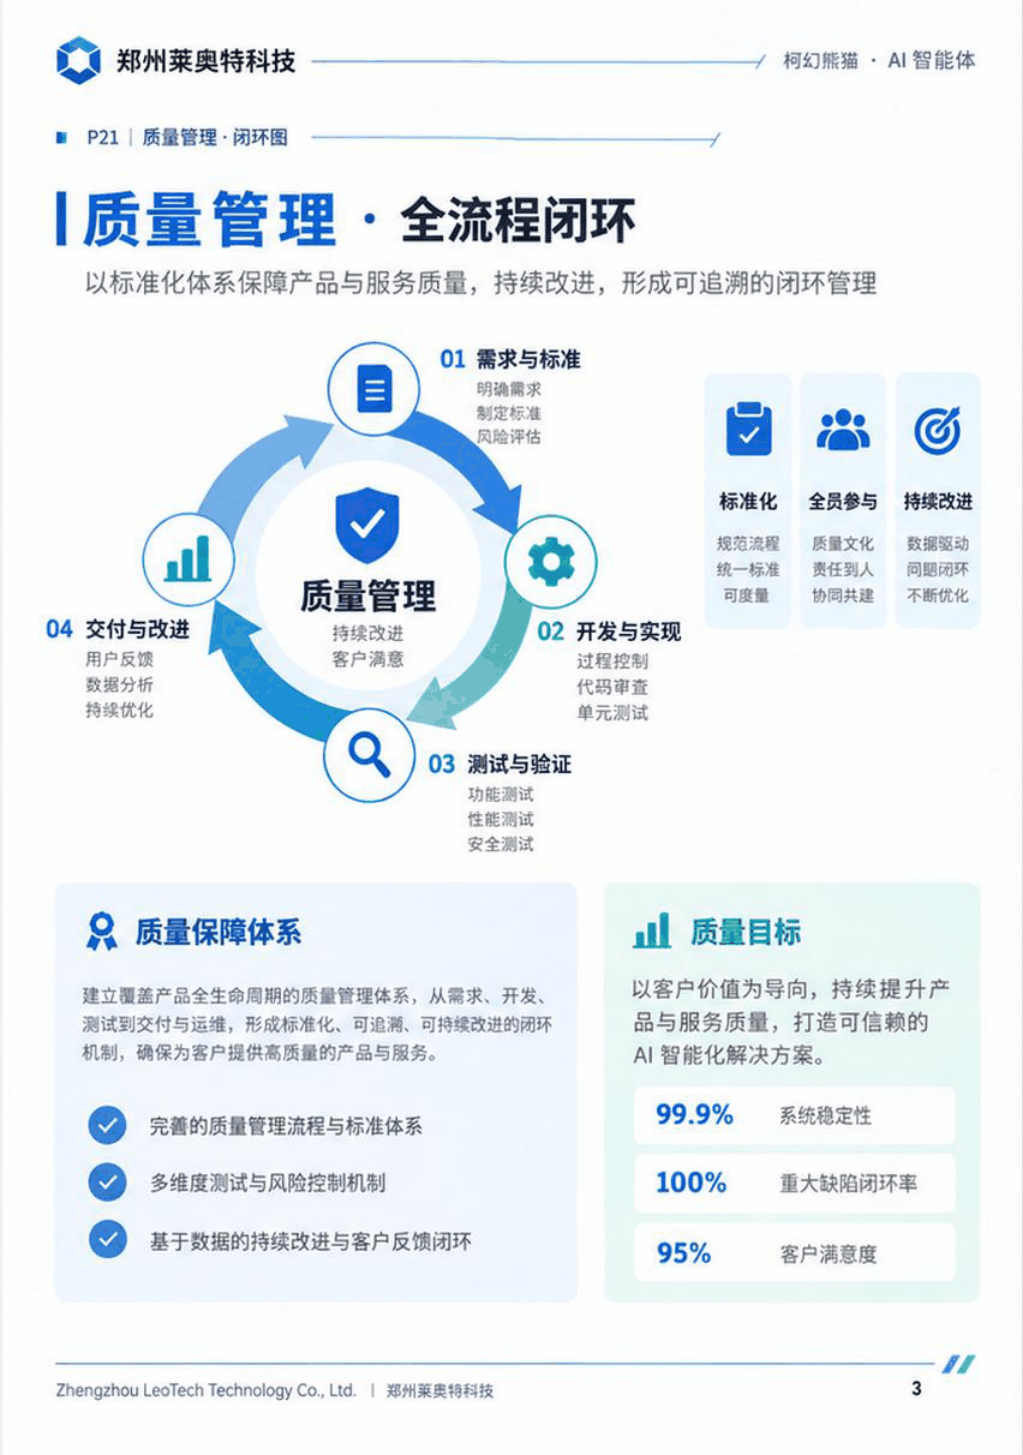 郑州莱奥特科技
柯幻熊猫 · AI 智能体
P21 | 质量管理 · 闭环图
质量管理 · 全流程闭环
以标准化体系保障产品与服务质量，持续改进，形成可追溯的闭环管理
01 需求与标准
明确需求
制定标准
风险评估
质量管理
持续改进
客户满意
02 开发与实现
过程控制
代码审查
单元测试
03 测试与验证
功能测试
性能测试
安全测试
04 交付与改进
用户反馈
数据分析
持续优化
标准化
规范流程
统一标准
可度量
全员参与
质量文化
责任到人
协同共建
持续改进
数据驱动
问题闭环
不断优化
质量保障体系
建立覆盖产品全生命周期的质量管理体系，从需求、开发、
测试到交付与运维，形成标准化、可追溯、可持续改进的闭环
机制，确保为客户提供高质量的产品与服务。
完善的质量管理流程与标准体系
多维度测试与风险控制机制
基于数据的持续改进与客户反馈闭环
质量目标
以客户价值为导向，持续提升产
品与服务质量，打造可信赖的
AI 智能化解决方案。
99.9% 系统稳定性
100% 重大缺陷闭环率
95% 客户满意度
Zhengzhou LeoTech Technology Co., Ltd. | 郑州莱奥特科技
3